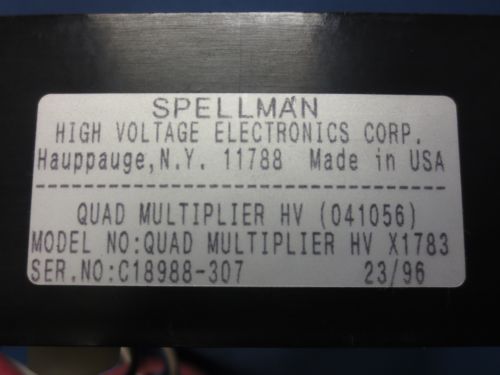 SPELLMAN
HIGH VOLTAGE ELECTRONICS CORP.
Hauppauge,N.Y. 11788 Made in USA
QUAD MULTIPLIER HV (041056)
MODEL NO:QUAD MULTIPLIER HV X1783
SER.NO:C18988-307 23/96